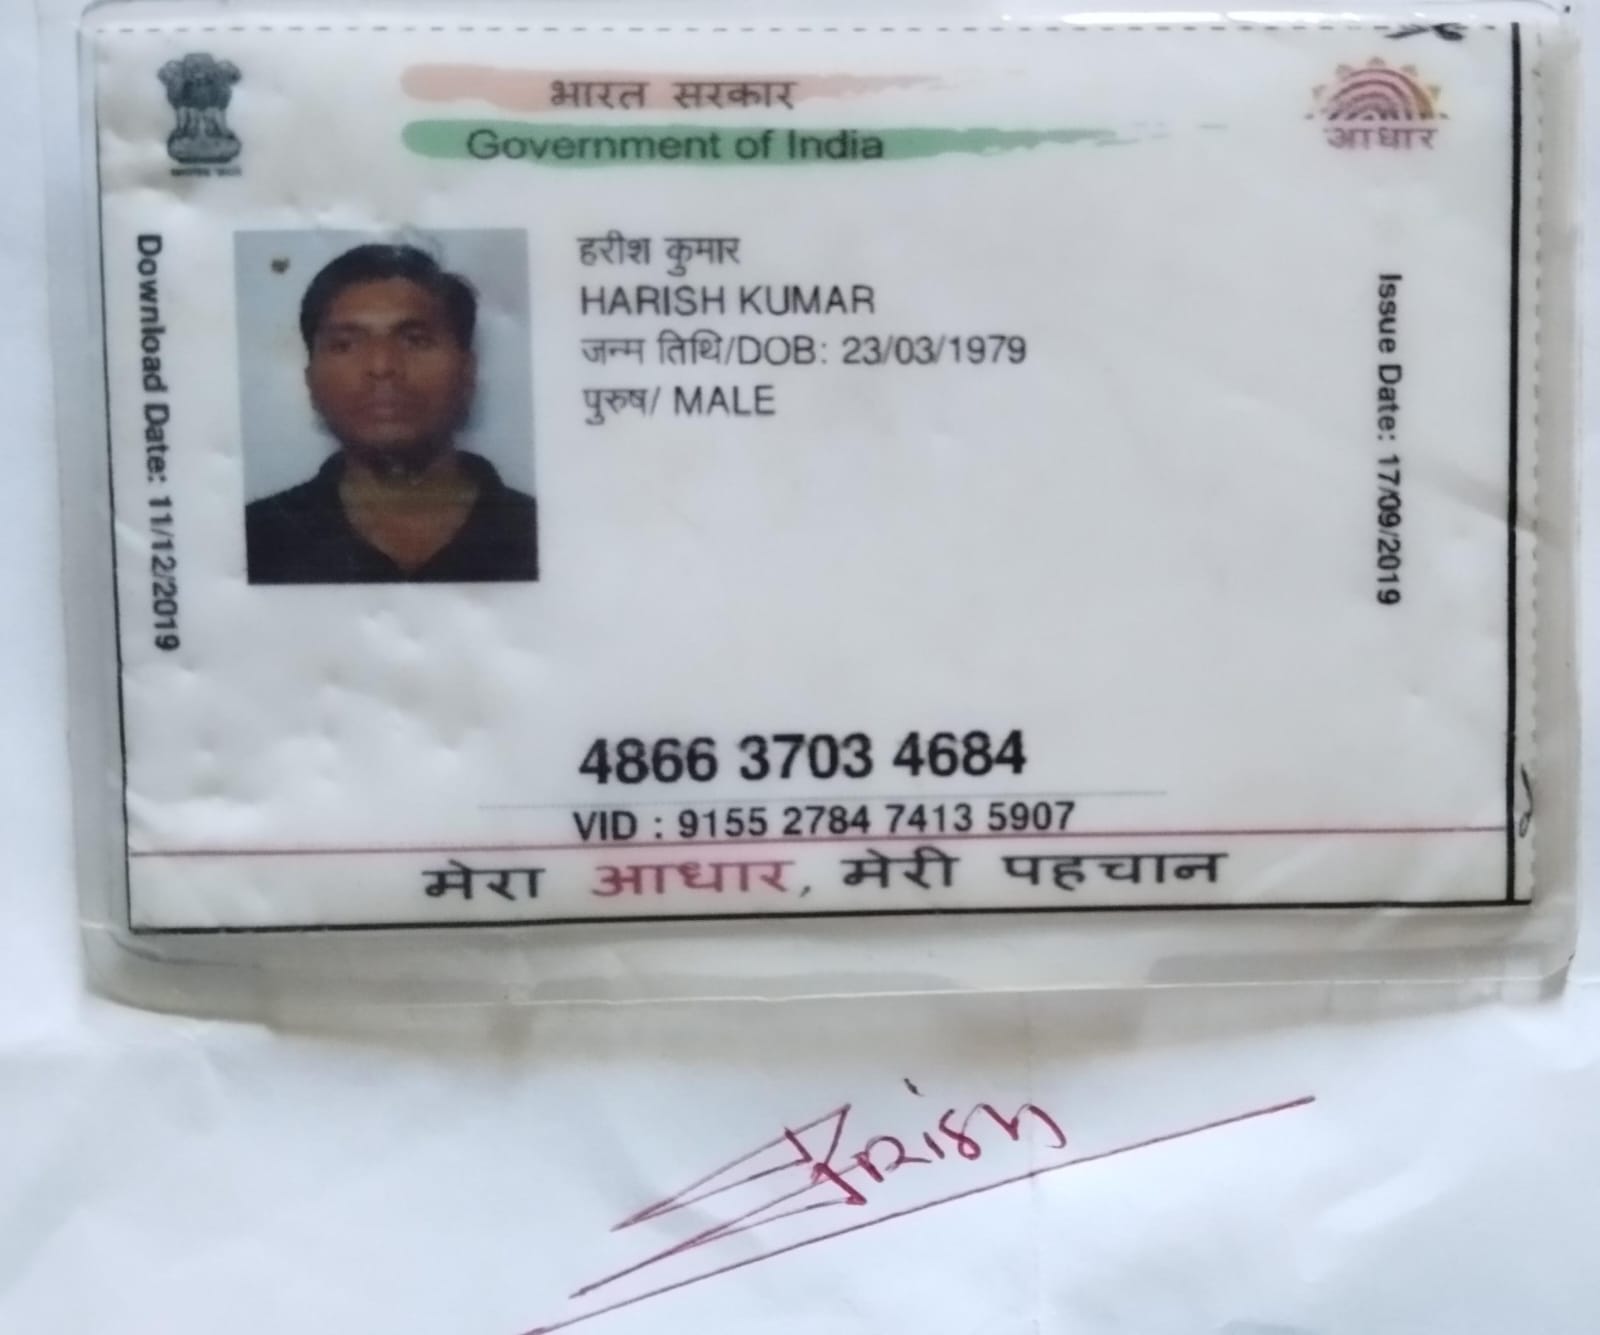 भारत सरकार
Government of India
आधार
Download Date: 11/12/2019
हरीश कुमार
HARISH KUMAR
जन्म तिथि/DOB: 23/03/1979
पुरुष/ MALE
Issue Date: 17/09/2019
4866 3703 4684
VID : 9155 2784 7413 5907
मेरा आधार, मेरी पहचान